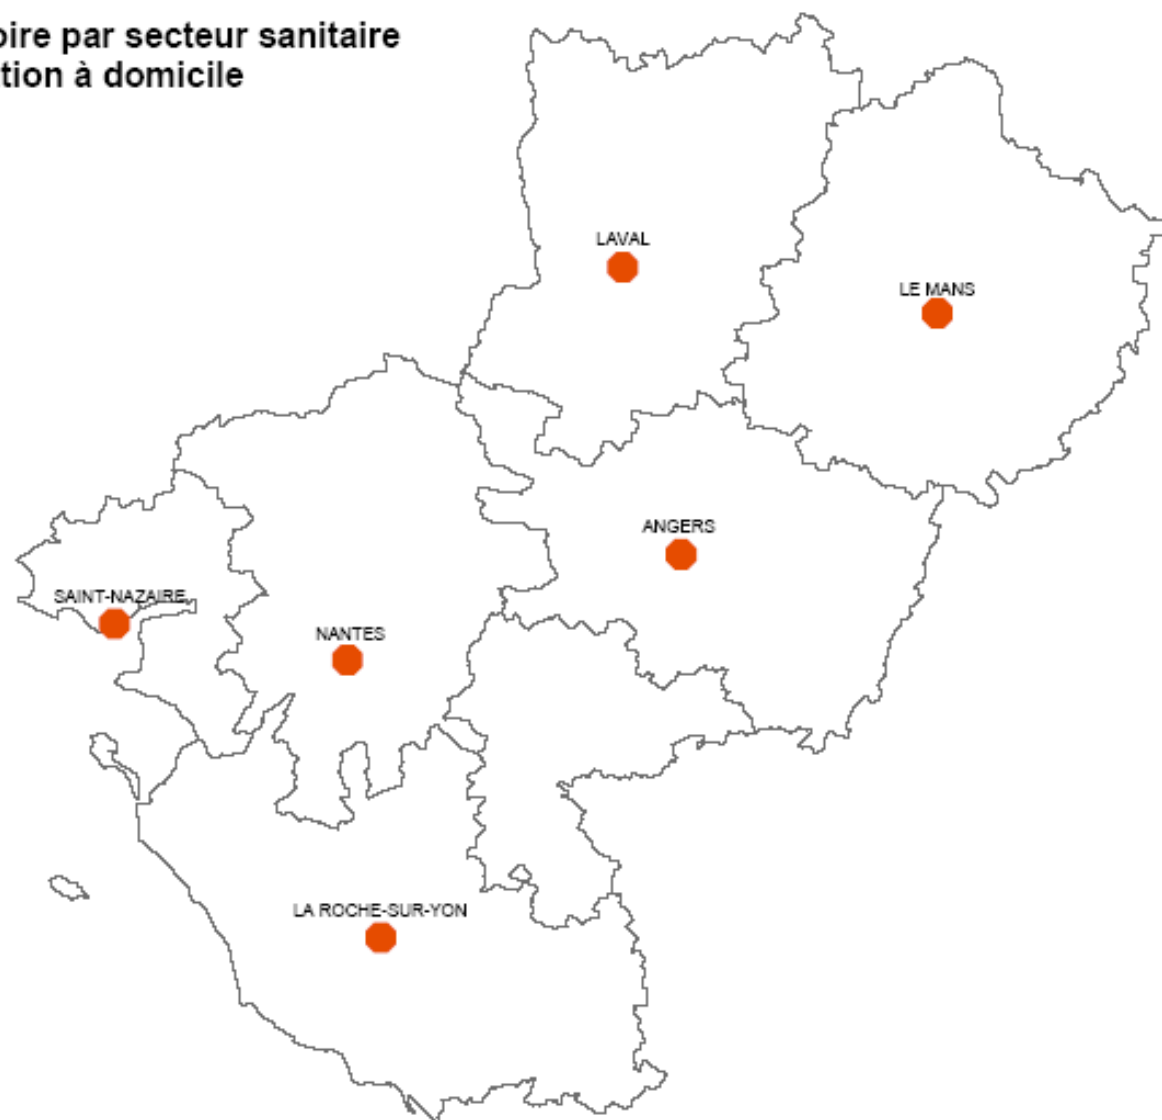 oire par secteur sanitaire
tion à domicile
LAVAL
LE MANS
ANGERS
SAINT-NAZAIRE
NANTES
LA ROCHE-SUR-YON